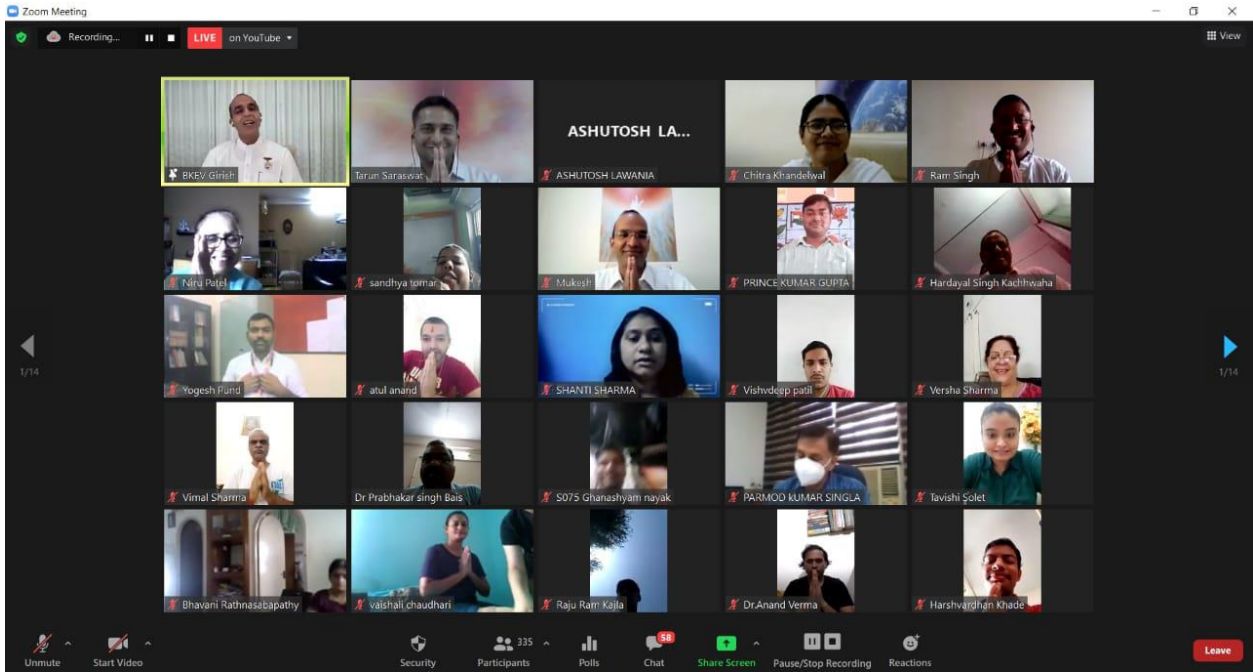 Zoom Meeting
Recording...
LIVE on YouTube
View
BKEV Girish
Tarun Saraswat
ASHUTOSH LA...
ASHUTOSH LAWANIA
Chitra Khandelwal
Ram Singh
Niru Patel
sandhya tomar
Mukesh
PRINCE KUMAR GUPTA
Hardayal Singh Kachhwaha
Yogesh Pund
atul anand
SHANTI SHARMA
Vishvdeep patil
Versha Sharma
1/14
1/14
Vimal Sharma
Dr Prabhakar singh Bais
S075 Ghanashyam nayak
PARMOD kUMAR SINGLA
Tavishi Solet
Bhavani Rathnasabapathy
vaishali chaudhari
Raju Ram Kajla
Dr.Anand Verma
Harshvardhan Khade
Unmute
Start Video
Security
335
Participants
Polls
58
Chat
Share Screen
Pause/Stop Recording
Reactions
Leave